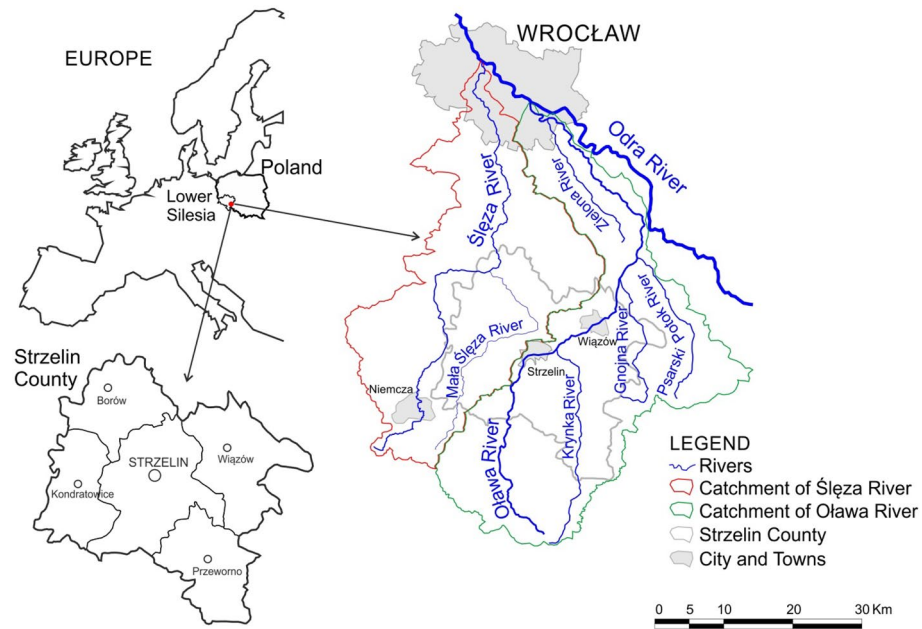 EUROPE
Poland
Lower
Silesia
Strzelin
County
Borów
STRZELIN
Wiązów
Kondratowice
Przeworno
WROCŁAW
Odra River
Ślęza River
Zielona River
Mała Ślęza River
Wiązów
Strzelin
Niemcza
Gnojna River
Psarski Potok River
Krynka River
Oława River
LEGEND
Rivers
Catchment of Ślęza River
Catchment of Oława River
Strzelin County
City and Towns
0 5 10 20 30 Km